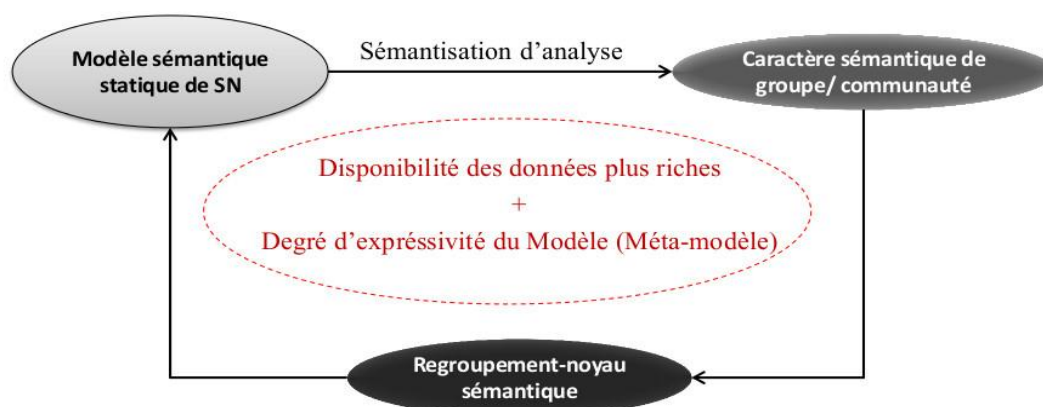 Modèle sémantique
statique de SN
Sémantisation d'analyse
Caractère sémantique de
groupe/ communauté
Disponibilité des données plus riches
+
Degré d'expréssivité du Modèle (Méta-modèle)
Regroupement-noyau
sémantique